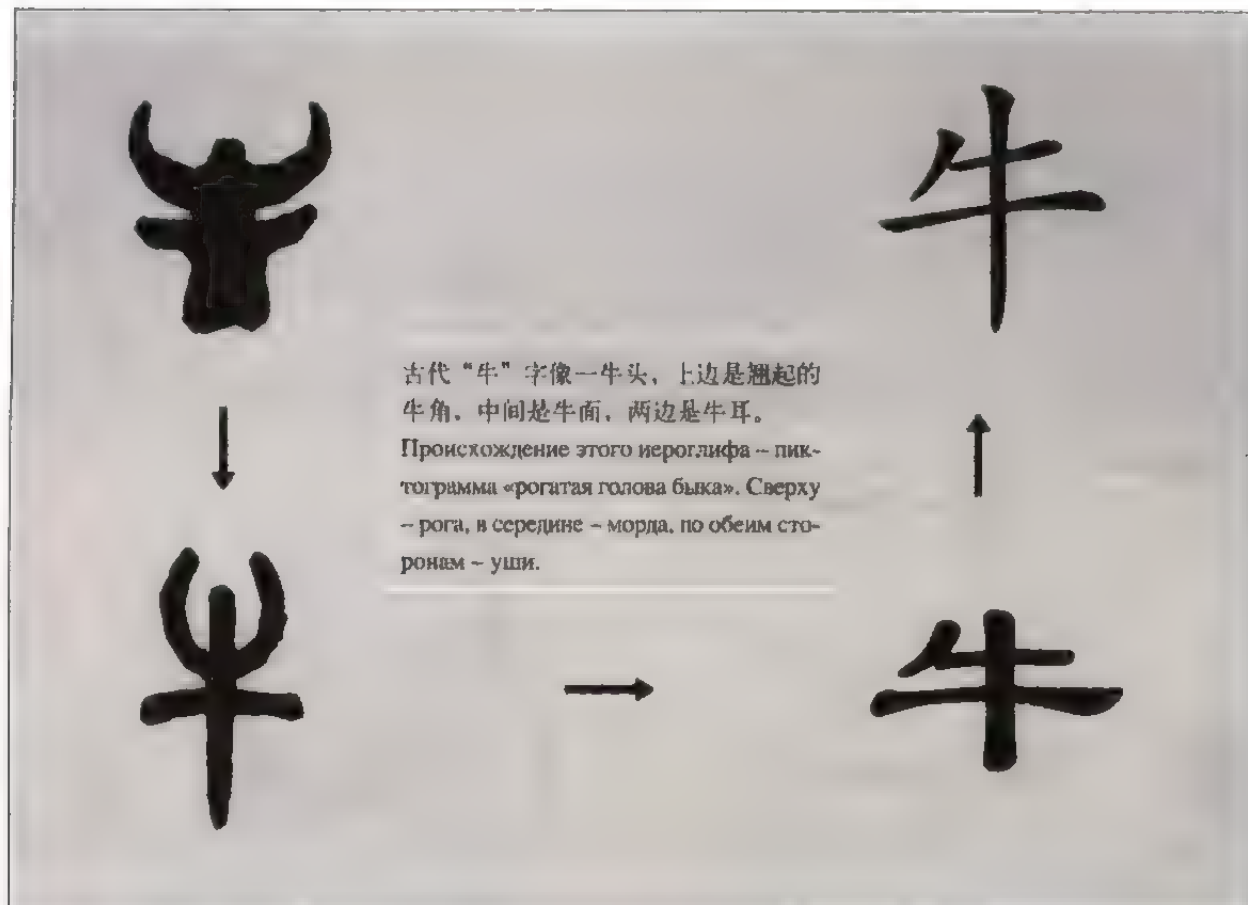 牛
古代“牛”字像一牛头，上边是翘起的
牛角，中间是牛面，两边是牛耳。
Происхождение этого иероглифа – пик-
тограмма «рогатая голова быка». Сверху
– рога, в середине – морда, по обеим сто-
ронам – уши.
牛